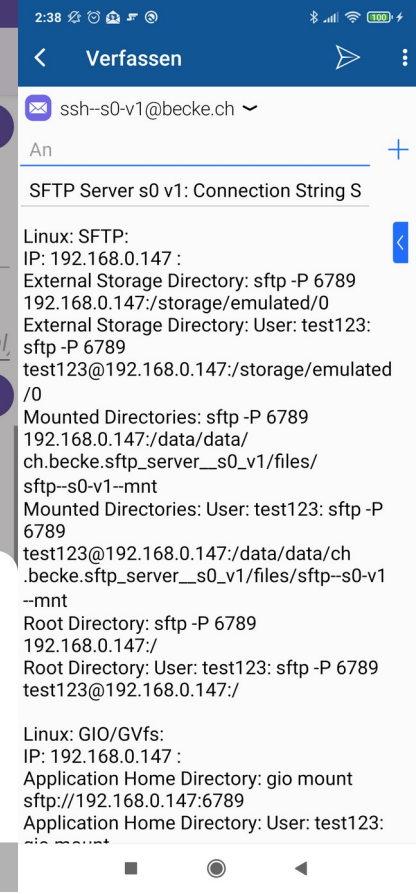 2:38
100
Verfassen
ssh--s0-v1@becke.ch
An
SFTP Server s0 v1: Connection String S
Linux: SFTP:
IP: 192.168.0.147 :
External Storage Directory: sftp -P 6789
192.168.0.147:/storage/emulated/0
External Storage Directory: User: test123:
sftp -P 6789
test123@192.168.0.147:/storage/emulated
/0
Mounted Directories: sftp -P 6789
192.168.0.147:/data/data/
ch.becke.sftp_server__s0_v1/files/
sftp--s0-v1--mnt
Mounted Directories: User: test123: sftp -P
6789
test123@192.168.0.147:/data/data/ch
.becke.sftp_server__s0_v1/files/sftp--s0-v1
--mnt
Root Directory: sftp -P 6789
192.168.0.147:/
Root Directory: User: test123: sftp -P 6789
test123@192.168.0.147:/
Linux: GIO/GVfs:
IP: 192.168.0.147 :
Application Home Directory: gio mount
sftp://192.168.0.147:6789
Application Home Directory: User: test123:
gio mount